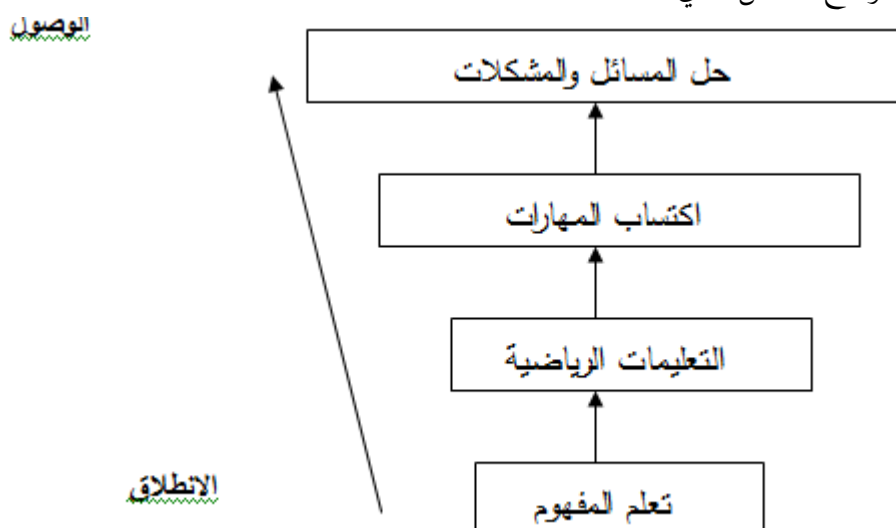 الوصول
حل المسائل والمشكلات
اكتساب المهارات
التعليمات الرياضية
الانطلاق
تعلم المفهوم